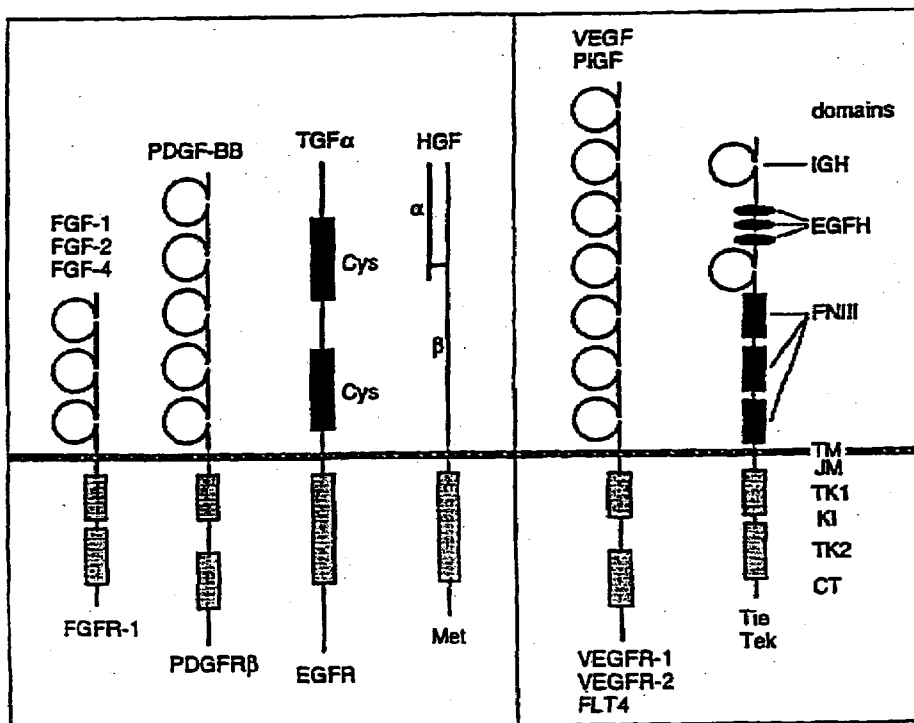 FGF-1
FGF-2
FGF-4
FGFR-1
PDGF-BB
PDGFRβ
TGFα
Cys
Cys
EGFR
HGF
α
β
Met
VEGF
PlGF
VEGFR-1
VEGFR-2
FLT4
domains
IGH
EGFH
FNIII
TM
JM
TK1
KI
TK2
CT
Tie
Tek